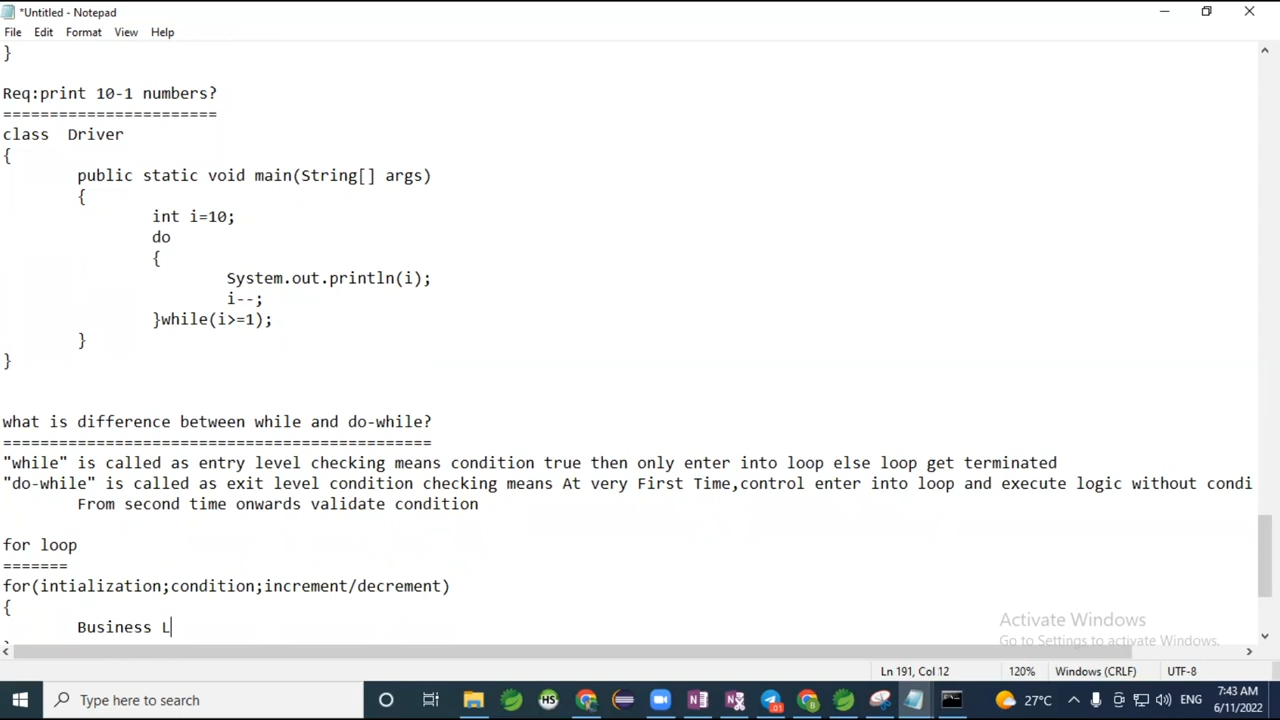 *Untitled - Notepad
File Edit Format View Help
}
Req:print 10-1 numbers?
=======================
class  Driver
{
public static void main(String[] args)
{
int i=10;
do
{
System.out.println(i);
i--;
}while(i>=1);
}
}
what is difference between while and do-while?
==============================================
"while" is called as entry level checking means condition true then only enter into loop else loop get terminated
"do-while" is called as exit level condition checking means At very First Time,control enter into loop and execute logic without condi
From second time onwards validate condition
for loop
=======
for(intialization;condition;increment/decrement)
{
Business L
Activate Windows
Go to Settings to activate Windows.
Ln 191, Col 12 120% Windows (CRLF) UTF-8
Type here to search
HS
01
27°C
ENG
7:43 AM
6/11/2022